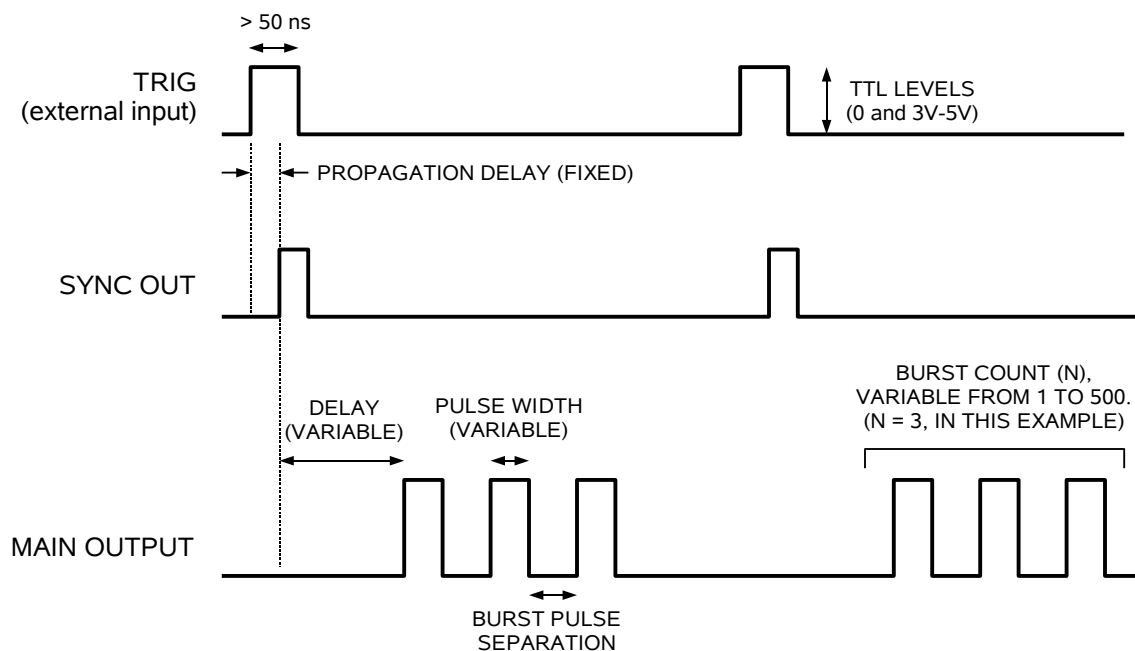 > 50 ns
TRIG
(external input)
TTL LEVELS
(0 and 3V-5V)
PROPAGATION DELAY (FIXED)
SYNC OUT
BURST COUNT (N),
VARIABLE FROM 1 TO 500.
(N = 3, IN THIS EXAMPLE)
DELAY
(VARIABLE)
PULSE WIDTH
(VARIABLE)
MAIN OUTPUT
BURST PULSE
SEPARATION